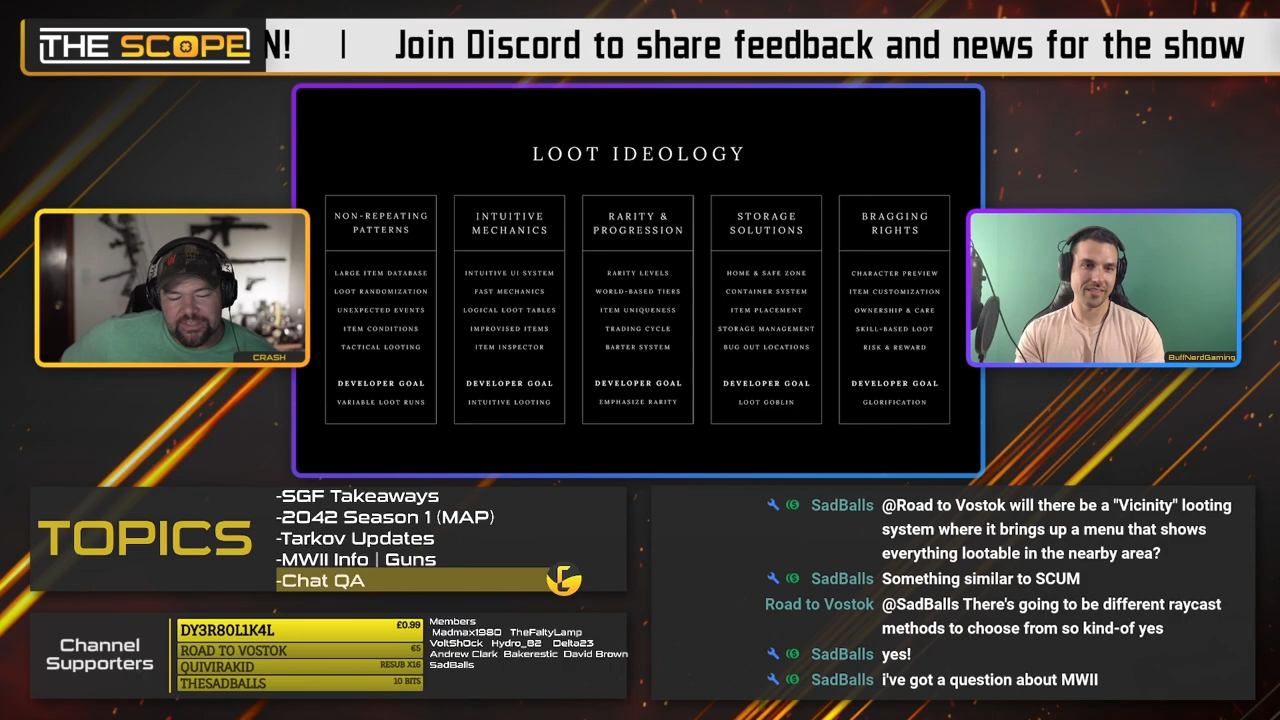 THE SCOPE
N! | Join Discord to share feedback and news for the show
LOOT IDEOLOGY
NON-REPEATING
PATTERNS
LARGE ITEM DATABASE
LOOT RANDOMIZATION
UNEXPECTED EVENTS
ITEM CONDITIONS
TACTICAL LOOTING
DEVELOPER GOAL
VARIABLE LOOT RUNS
INTUITIVE
MECHANICS
INTUITIVE UI SYSTEM
FAST MECHANICS
LOGICAL LOOT TABLES
IMPROVISED ITEMS
ITEM INSPECTOR
DEVELOPER GOAL
INTUITIVE LOOTING
RARITY &
PROGRESSION
RARITY LEVELS
WORLD-BASED TIERS
ITEM UNIQUENESS
TRADING CYCLE
BARTER SYSTEM
DEVELOPER GOAL
EMPHASIZE RARITY
STORAGE
SOLUTIONS
HOME & SAFE ZONE
CONTAINER SYSTEM
ITEM PLACEMENT
STORAGE MANAGEMENT
BUG OUT LOCATIONS
DEVELOPER GOAL
LOOT GOBLIN
BRAGGING
RIGHTS
CHARACTER PREVIEW
ITEM CUSTOMIZATION
OWNERSHIP & CARE
SKILL-BASED LOOT
RISK & REWARD
DEVELOPER GOAL
GLORIFICATION
CRASH
BuffNerdGaming
TOPICS
-SGF Takeaways
-2042 Season 1 (MAP)
-Tarkov Updates
-MWII Info | Guns
-Chat QA
Channel
Supporters
DY3R80L1K4L £0.99
ROAD TO VOSTOK €5
QUIVIRAKID RESUB X16
THESADBALLS 10 BITS
Members
Madmax1980 TheFaltyLamp
VoltSh0ck Hydro_82 Delta23
Andrew Clark Bakerestic David Brown
SadBalls
SadBalls @Road to Vostok will there be a "Vicinity" looting
system where it brings up a menu that shows
everything lootable in the nearby area?
SadBalls Something similar to SCUM
Road to Vostok @SadBalls There's going to be different raycast
methods to choose from so kind-of yes
SadBalls yes!
SadBalls i've got a question about MWII